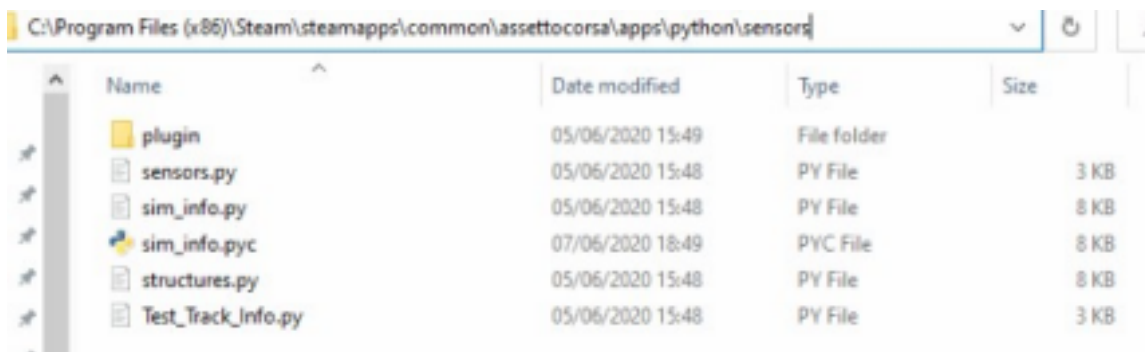 C:\Program Files (x86)\Steam\steamapps\common\assettocorsa\apps\python\sensors
Name Date modified Type Size
plugin 05/06/2020 15:49 File folder
sensors.py 05/06/2020 15:48 PY File 3 KB
sim_info.py 05/06/2020 15:48 PY File 8 KB
sim_info.pyc 07/06/2020 18:49 PYC File 8 KB
structures.py 05/06/2020 15:48 PY File 8 KB
Test_Track_Info.py 05/06/2020 15:48 PY File 3 KB